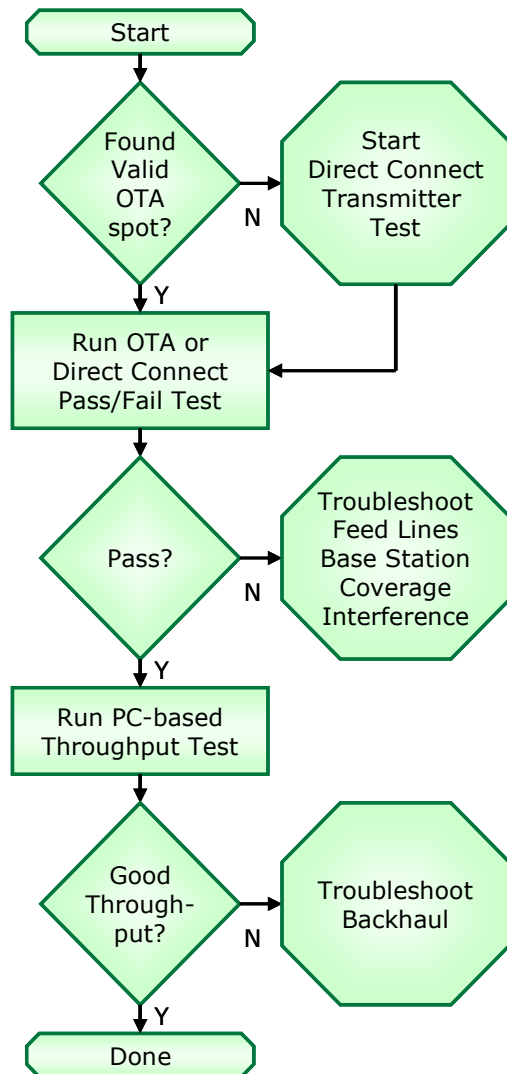 Start
Found
Valid
OTA
spot?
N
Start
Direct Connect
Transmitter
Test
Y
Run OTA or
Direct Connect
Pass/Fail Test
Pass?
N
Troubleshoot
Feed Lines
Base Station
Coverage
Interference
Y
Run PC-based
Throughput Test
Good
Through-
put?
N
Troubleshoot
Backhaul
Y
Done